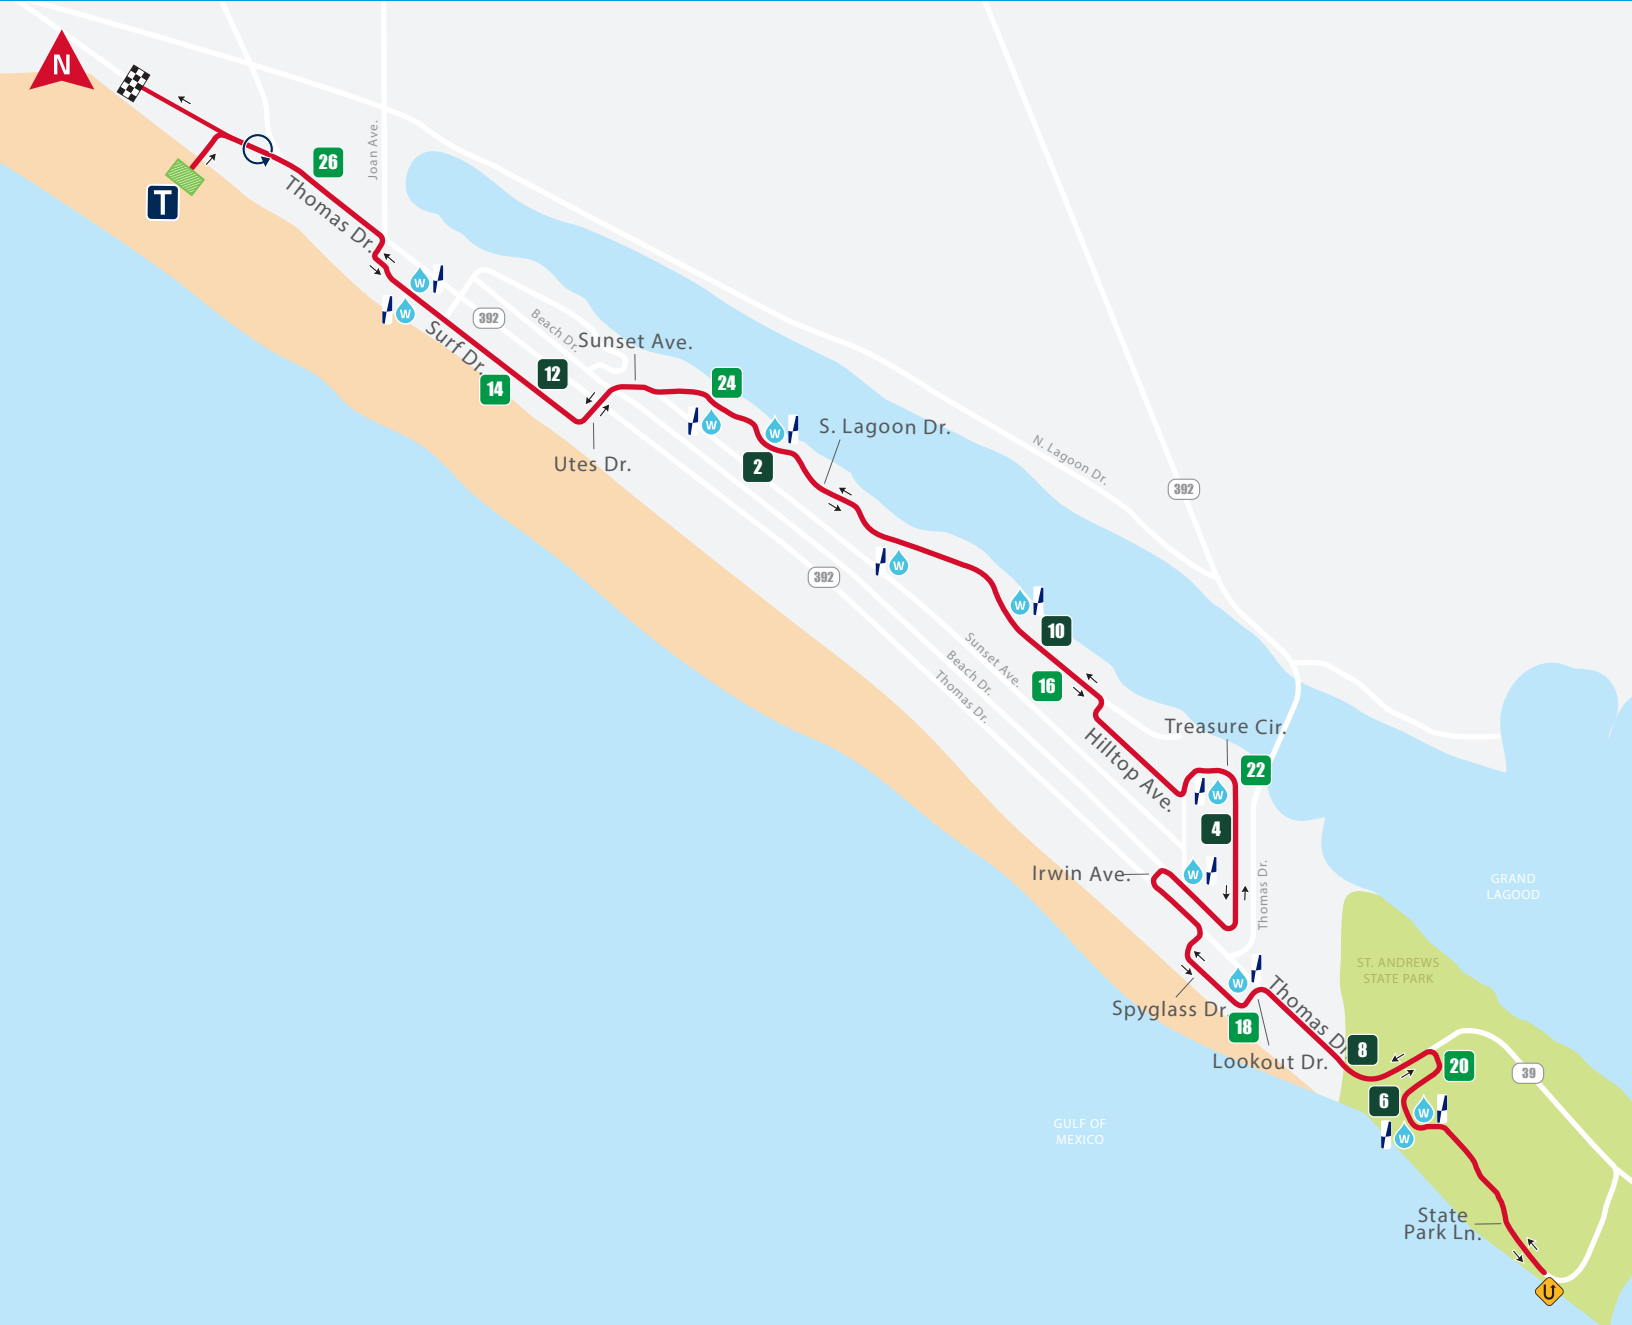 N
T
26
Joan Ave.
Thomas Dr.
W
W
392
Beach Dr.
Sunset Ave.
Surf Dr.
12
14
24
W
W
2
S. Lagoon Dr.
Utes Dr.
N. Lagoon Dr.
392
392
W
W
10
Sunset Ave.
Beach Dr.
Thomas Dr.
16
Treasure Cir.
Hilltop Ave.
22
W
4
Irwin Ave.
W
Thomas Dr.
GRAND
LAGOOD
ST. ANDREWS
STATE PARK
W
Thomas Dr.
Spyglass Dr.
18
Lookout Dr.
8
20
39
6
W
W
GULF OF
MEXICO
State
Park Ln.
U